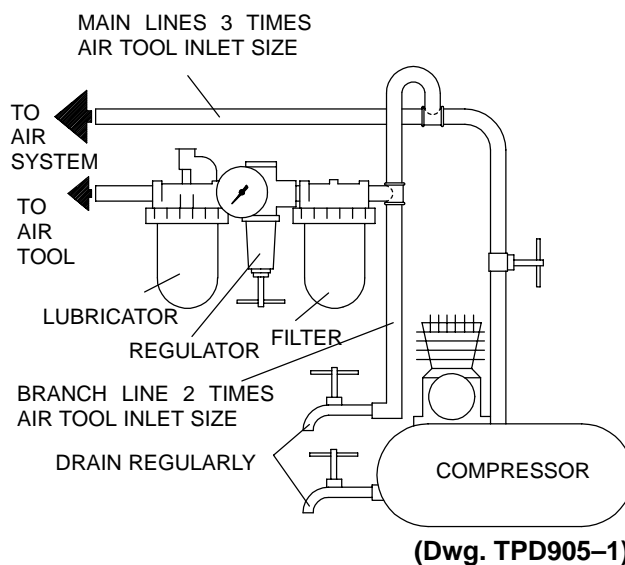 MAIN LINES 3 TIMES
AIR TOOL INLET SIZE
TO
AIR
SYSTEM
TO
AIR
TOOL
LUBRICATOR
REGULATOR
FILTER
BRANCH LINE 2 TIMES
AIR TOOL INLET SIZE
DRAIN REGULARLY
COMPRESSOR
(Dwg. TPD905–1)